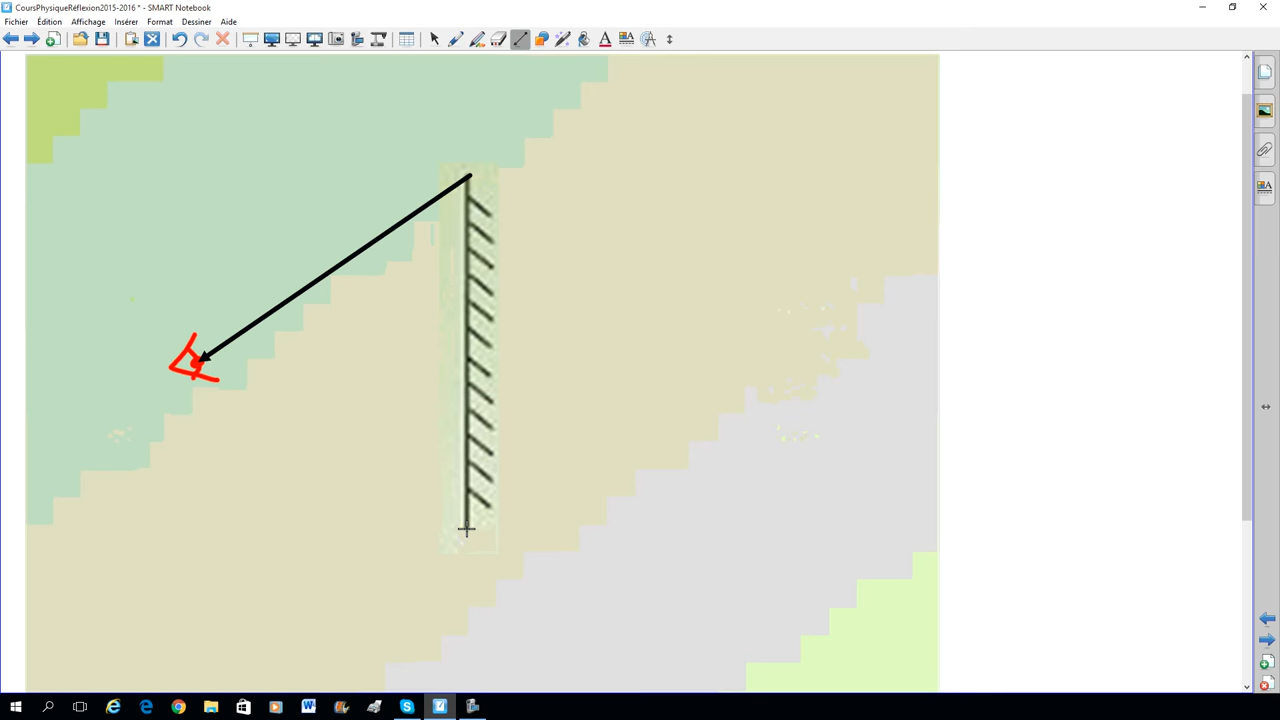 CoursPhysiqueRéflexion2015-2016 * - SMART Notebook
Fichier Édition Affichage Insérer Format Dessiner Aide